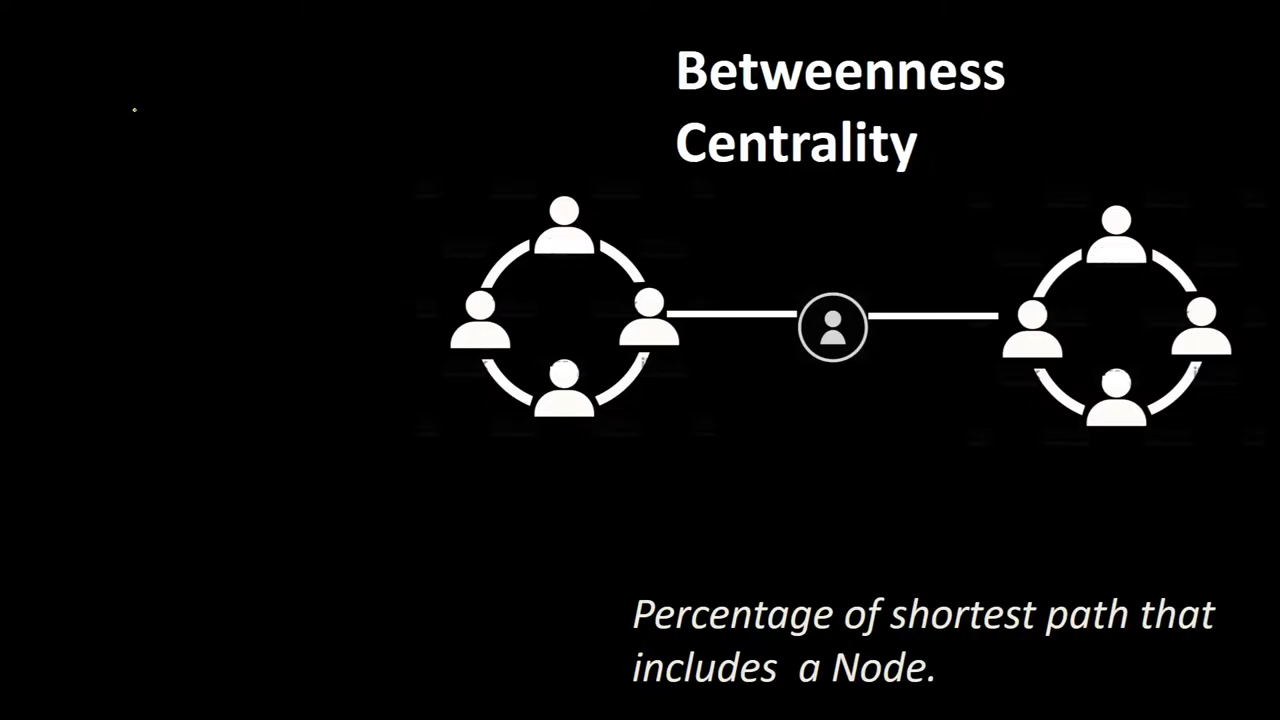 Betweenness
Centrality
Percentage of shortest path that
includes a Node.